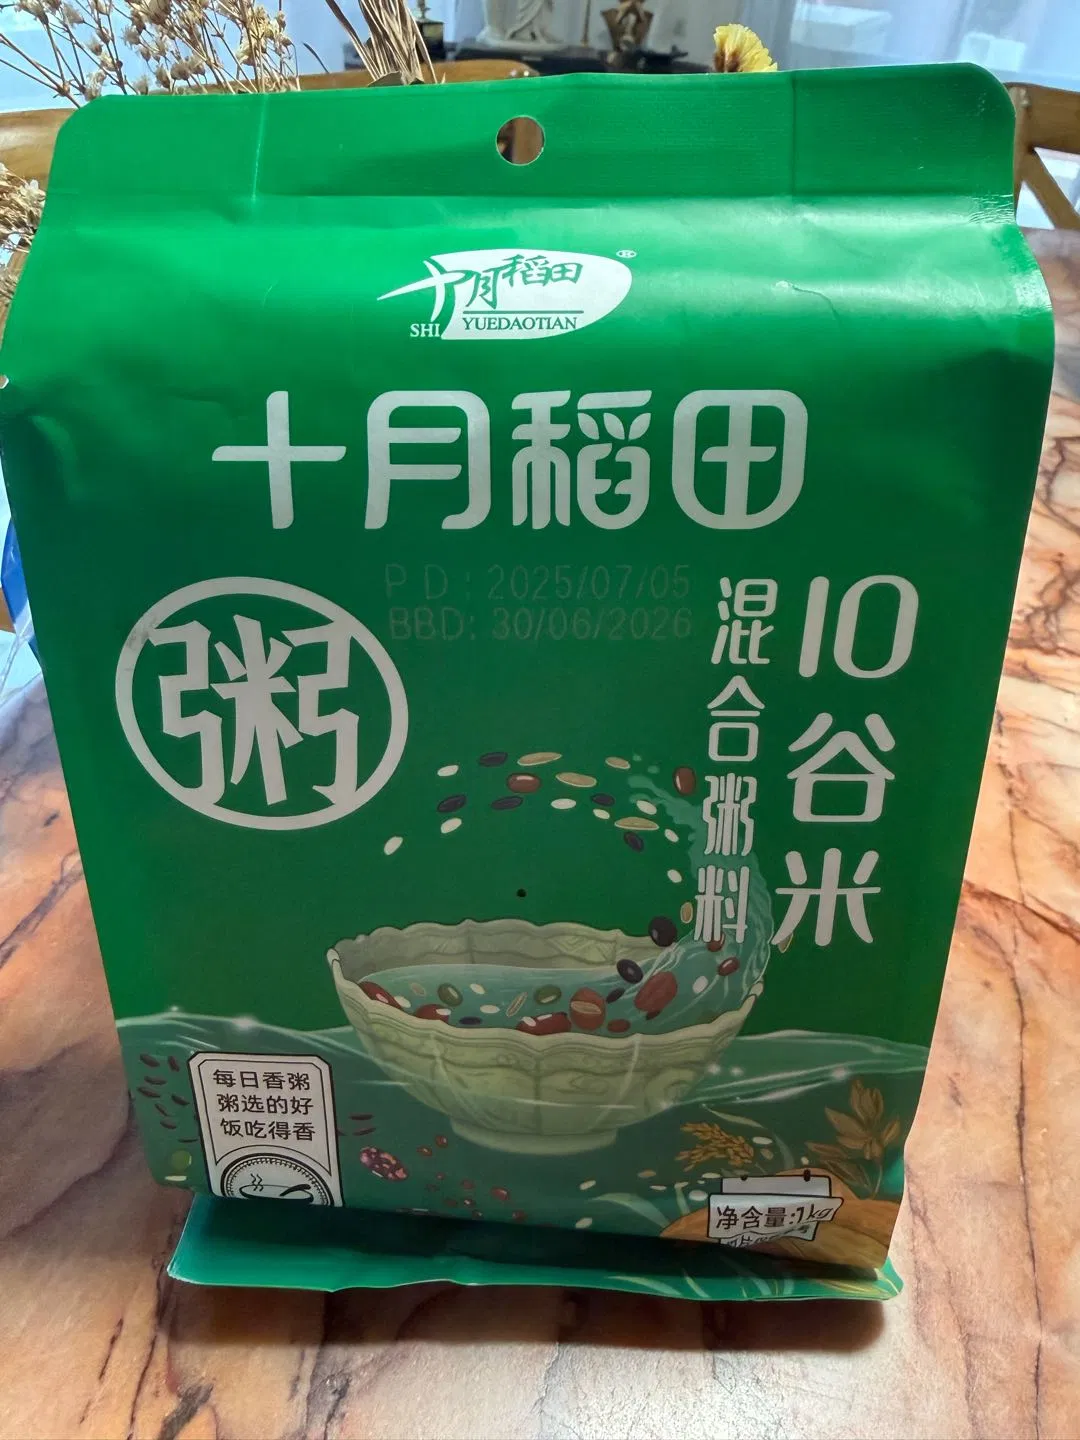 十月稻田
SHI YUEDAOTIAN
十月稻田
PD: 2025/07/05
BBD: 30/06/2026
粥
10谷米
混合粥料
每日香粥
粥选的好
饭吃得香
净含量:1kg